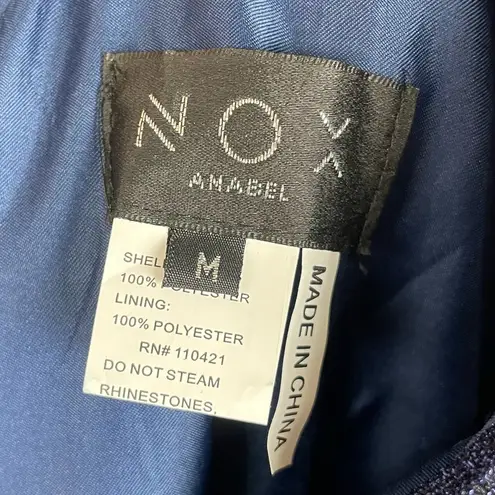 NOX
ANABEL
M
SHEL
100% POLYESTER
LINING:
100% POLYESTER
RN# 110421
DO NOT STEAM
RHINESTONES,
MADE IN CHINA